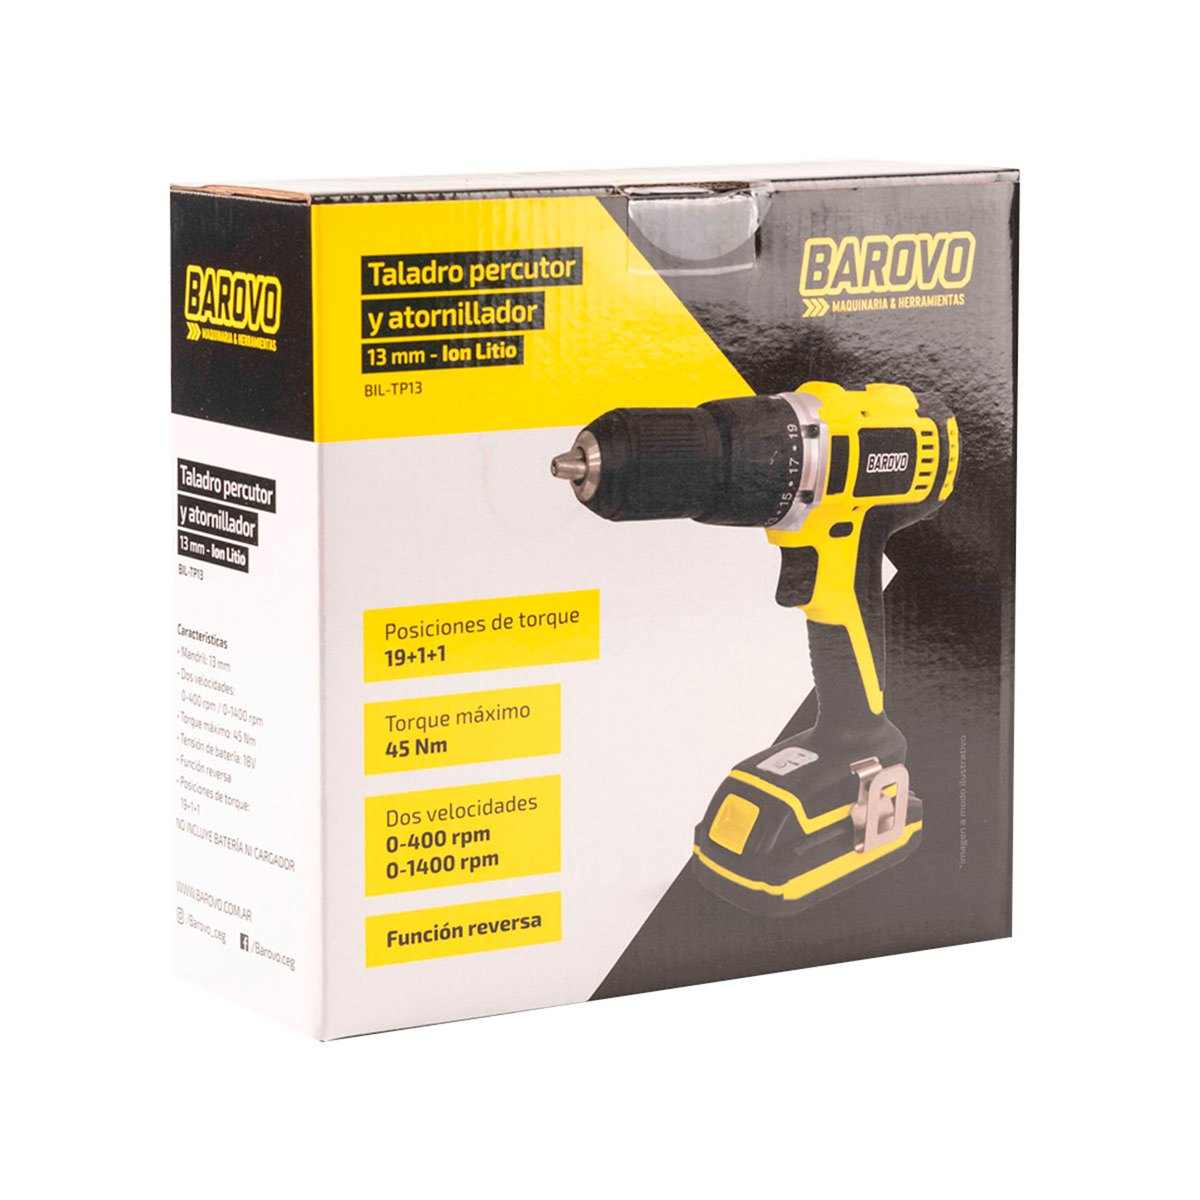 BAROVO
MAQUINARIA & HERRAMIENTAS
Taladro percutor
y atornillador
13 mm - Ion Litio
BIL-TP13
Características
- Mandril: 13 mm
- Dos velocidades:
0-400 rpm / 0-1400 rpm
- Torque máximo: 45 Nm
- Tensión de batería: 18V
- Función reversa
- Posiciones de torque:
19+1+1
NO INCLUYE BATERÍA NI CARGADOR
WWW.BAROVO.COM.AR
/Barovo_ceg
/Barovo.ceg
Taladro percutor
y atornillador
13 mm - Ion Litio
BIL-TP13
BAROVO
MAQUINARIA & HERRAMIENTAS
BAROVO
15 • 17 • 19
Posiciones de torque
19+1+1
Torque máximo
45 Nm
Dos velocidades
0-400 rpm
0-1400 rpm
Función reversa
*imagen a modo ilustrativo